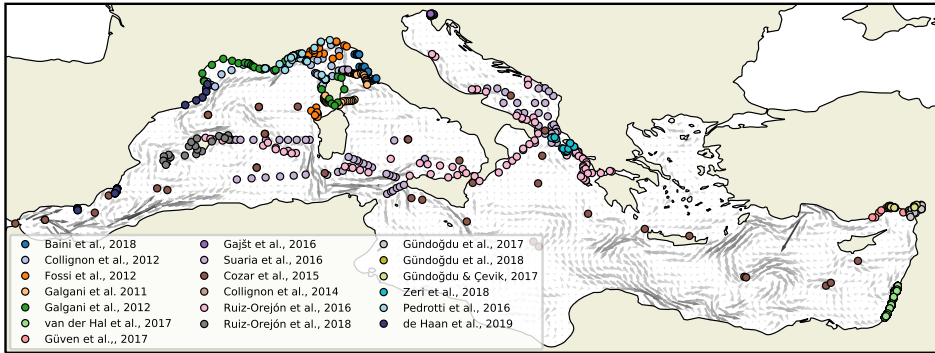 Baini et al., 2018
Collignon et al., 2012
Fossi et al., 2012
Galgani et al. 2011
Galgani et al., 2012
van der Hal et al., 2017
Güven et al.,, 2017
Gajšt et al., 2016
Suaria et al., 2016
Cozar et al., 2015
Collignon et al., 2014
Ruiz-Orejón et al., 2016
Ruiz-Orejón et al., 2018
Gündoğdu et al., 2017
Gündoğdu et al., 2018
Gündoğdu & Çevik, 2017
Zeri et al., 2018
Pedrotti et al., 2016
de Haan et al., 2019